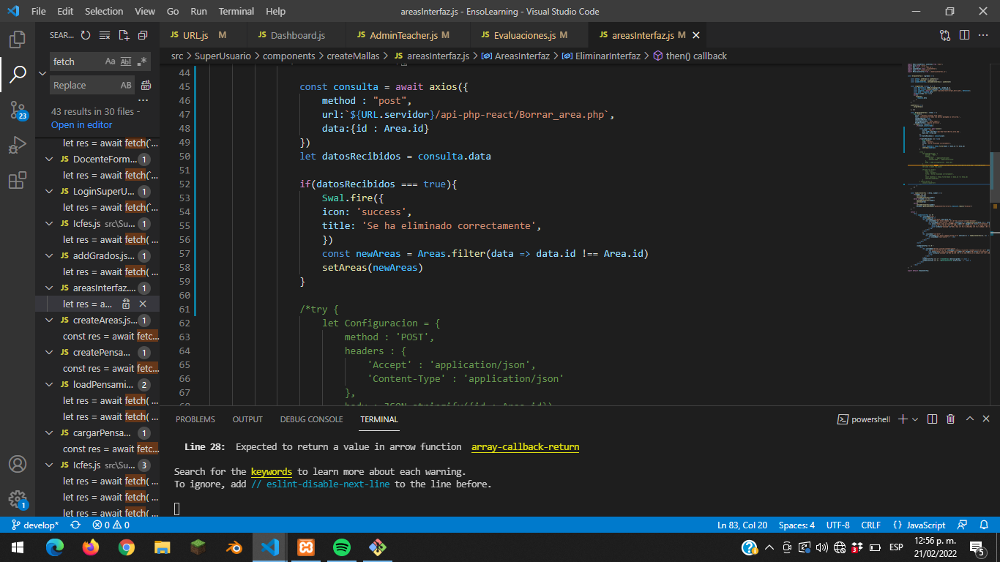 File Edit Selection View Go Run Terminal Help areasInterfaz.js - EnsoLearning - Visual Studio Code
SEAR...
JS URL.js M JS Dashboard.js JS AdminTeacher.js M JS Evaluaciones.js M JS areasInterfaz.js M
fetch Aa Abl .*
Replace AB
43 results in 30 files -
Open in editor
let res = await fetch(`...
JS DocenteForm... 1
let res = await fetch(`...
JS LoginSuperU... 1
let res = await fetch(`...
JS Icfes.js src\Su... 1
let res = await fetch( ...
JS addGrados.js... 1
let res = await fetch( ...
JS areasInterfaz.... 1
let res = a...
JS createAreas.js... 1
const res = await fetc...
JS createPensa... 1
const res = await fetc...
JS loadPensami... 2
let res = await fetch( ...
let res = await fetch( ...
JS cargarPensa... 1
const res = await fetc...
JS Icfes.js src\Su... 3
let res = await fetch( ...
let res = await fetch( ...
let res = await fetch( ...
src > SuperUsuario > components > createMallas > JS areasInterfaz.js > AreasInterfaz > EliminarInterfaz > then() callback
44
45 const consulta = await axios({
46 method : "post",
47 url:`${URL.servidor}/api-php-react/Borrar_area.php`,
48 data:{id : Area.id}
49 })
50 let datosRecibidos = consulta.data
51
52 if(datosRecibidos === true){
53 Swal.fire({
54 icon: 'success',
55 title: 'Se ha eliminado correctamente',
56 })
57 const newAreas = Areas.filter(data => data.id !== Area.id)
58 setAreas(newAreas)
59 }
60
61 /*try {
62 let Configuracion = {
63 method : 'POST',
64 headers : {
65 'Accept' : 'application/json',
66 'Content-Type' : 'application/json'
67 },
68 body : JSON.stringify({id : Area.id})
PROBLEMS OUTPUT DEBUG CONSOLE TERMINAL powershell
Line 28: Expected to return a value in arrow function array-callback-return
Search for the keywords to learn more about each warning.
To ignore, add // eslint-disable-next-line to the line before.
23
1
develop* 0 0 Ln 83, Col 20 Spaces: 4 UTF-8 CRLF {} JavaScript
ESP 12:56 p. m.
21/02/2022
5